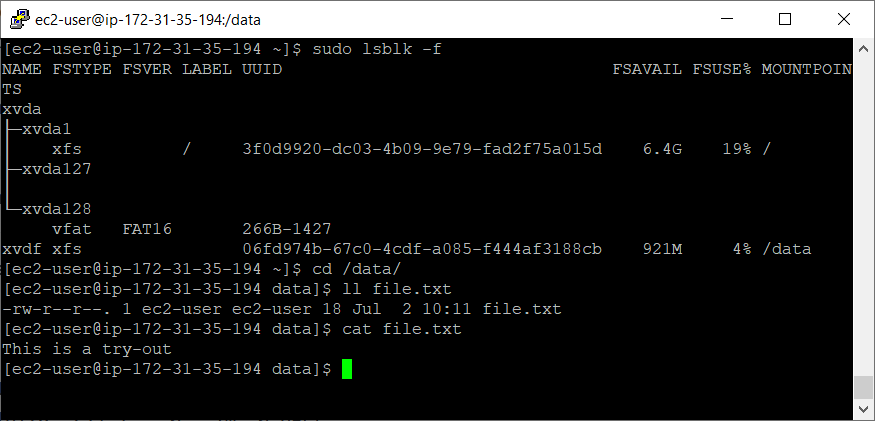 ec2-user@ip-172-31-35-194:/data
[ec2-user@ip-172-31-35-194 ~]$ sudo lsblk -f
NAME FSTYPE FSVER LABEL UUID                                 FSAVAIL FSUSE% MOUNTPOIN
TS
xvda
├─xvda1
│    xfs          /     3f0d9920-dc03-4b09-9e79-fad2f75a015d    6.4G    19% /
├─xvda127
│
└─xvda128
     vfat   FAT16       266B-1427
xvdf xfs                06fd974b-67c0-4cdf-a085-f444af3188cb    921M     4% /data
[ec2-user@ip-172-31-35-194 ~]$ cd /data/
[ec2-user@ip-172-31-35-194 data]$ ll file.txt
-rw-r--r--. 1 ec2-user ec2-user 18 Jul  2 10:11 file.txt
[ec2-user@ip-172-31-35-194 data]$ cat file.txt
This is a try-out
[ec2-user@ip-172-31-35-194 data]$